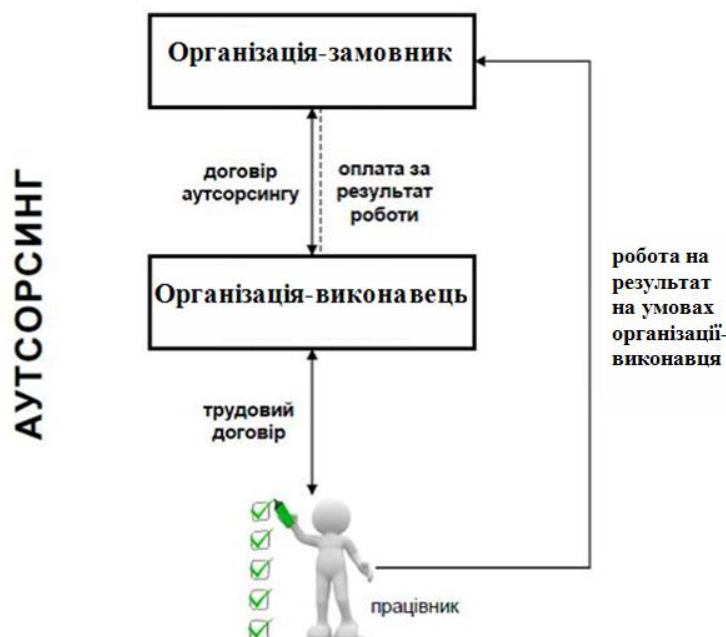 АУТСОРСИНГ
Організація-замовник
договір
аутсорсингу
оплата за
результат
роботи
Організація-виконавець
робота на
результат
на умовах
організації-
виконавця
трудовий
договір
працівник